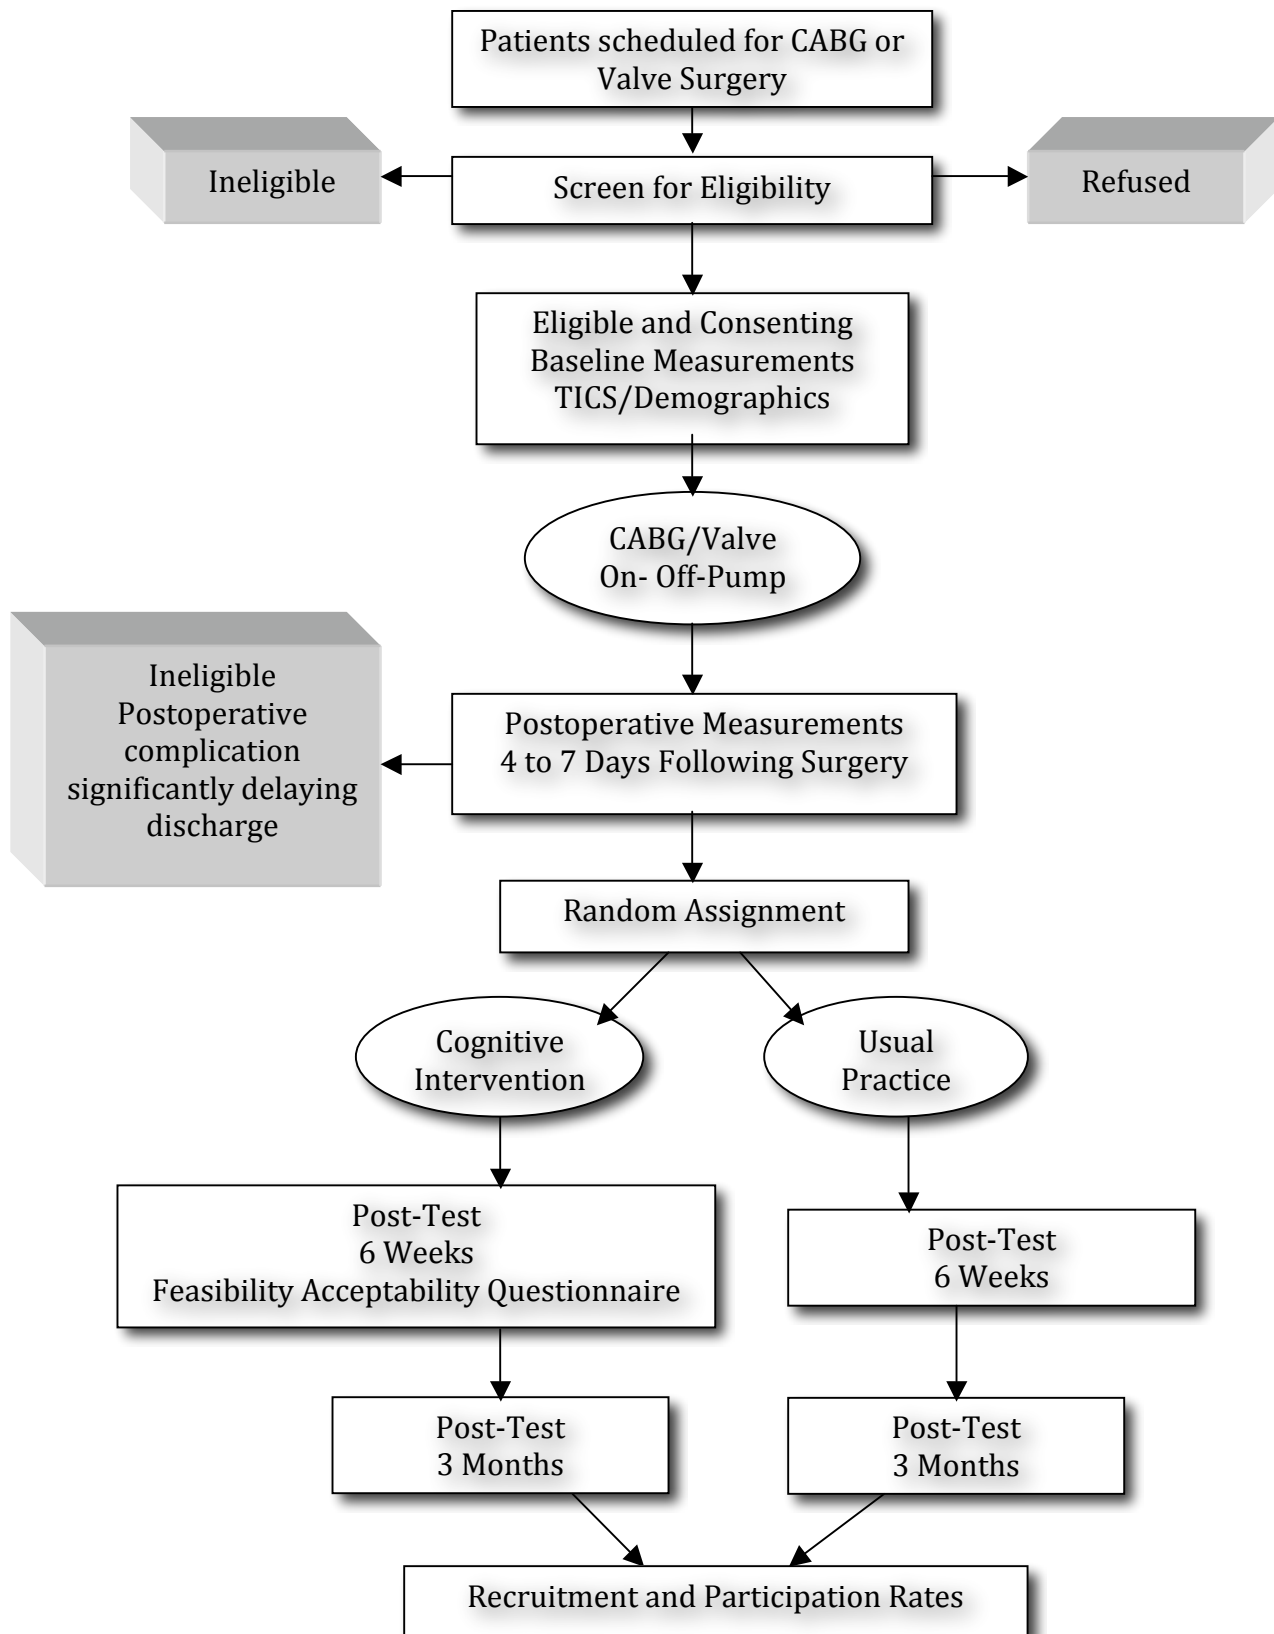 Patients scheduled for CABG or
Valve Surgery
Ineligible
Screen for Eligibility
Refused
Eligible and Consenting
Baseline Measurements
TICS/Demographics
CABG/Valve
On- Off-Pump
Ineligible
Postoperative
complication
significantly delaying
discharge
Postoperative Measurements
4 to 7 Days Following Surgery
Random Assignment
Cognitive
Intervention
Usual
Practice
Post-Test
6 Weeks
Feasibility Acceptability Questionnaire
Post-Test
6 Weeks
Post-Test
3 Months
Post-Test
3 Months
Recruitment and Participation Rates